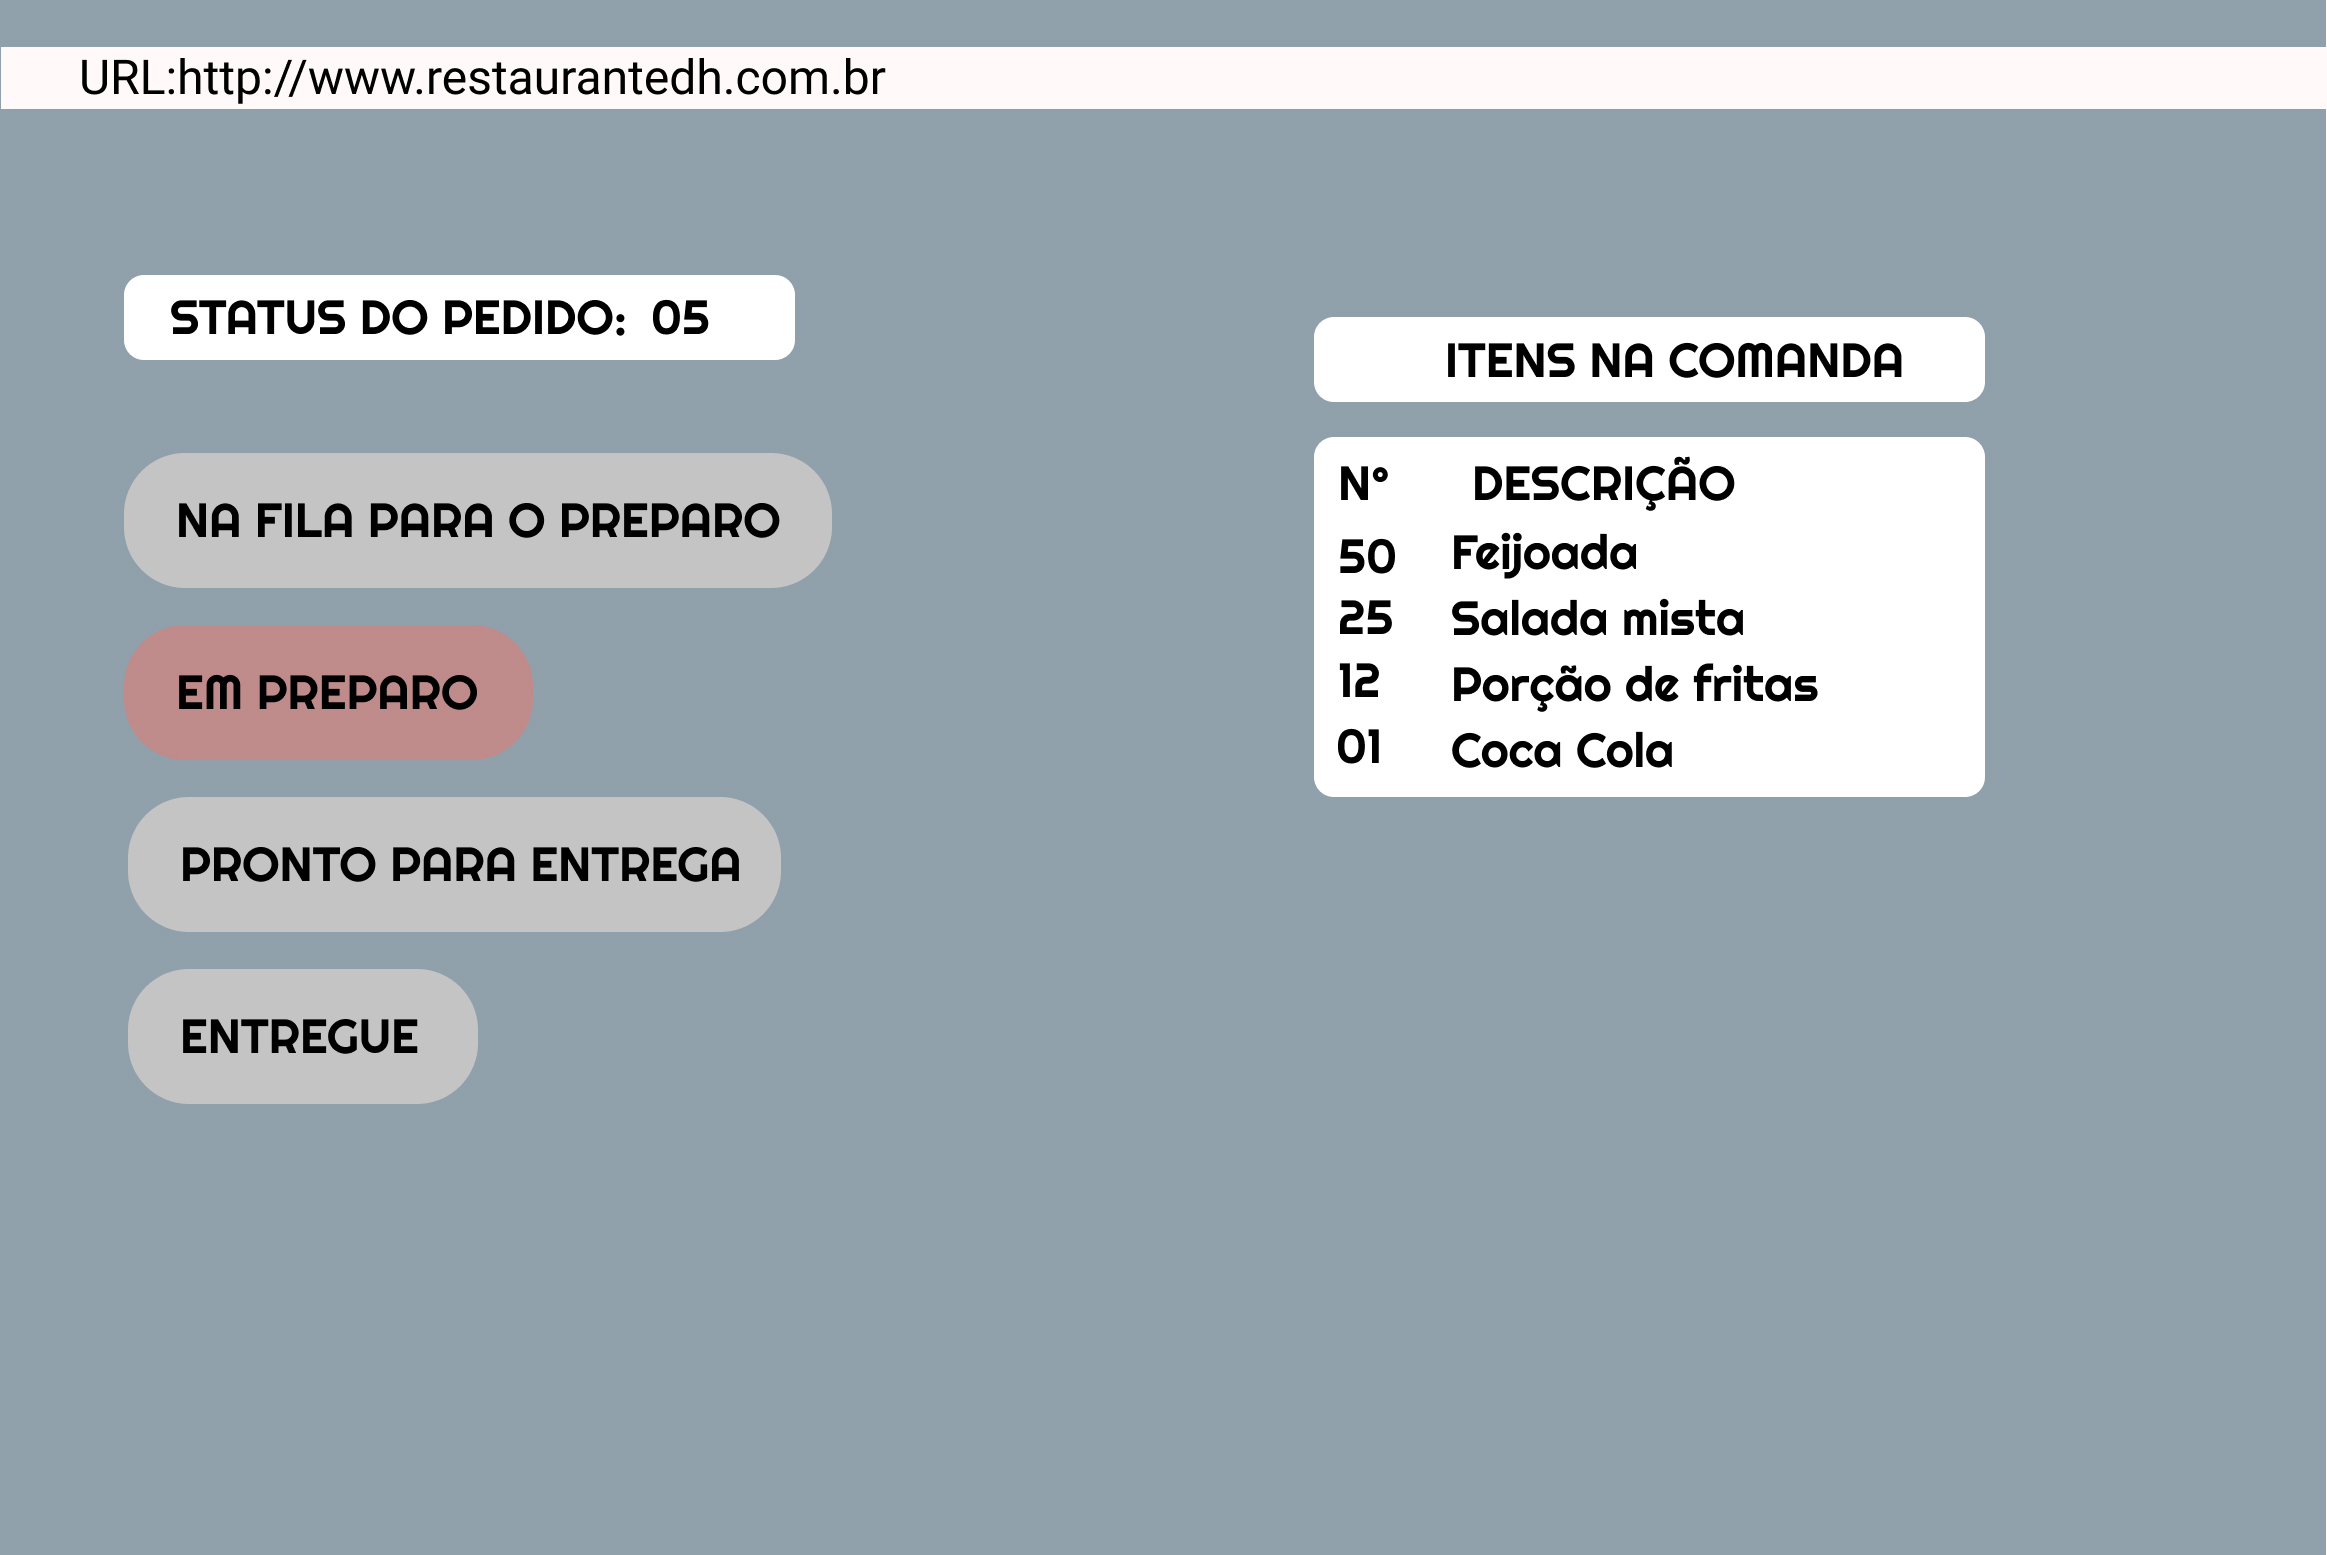 URL:http://www.restaurantedh.com.br
STATUS DO PEDIDO: 05
NA FILA PARA O PREPARO
EM PREPARO
PRONTO PARA ENTREGA
ENTREGUE
ITENS NA COMANDA
Nº DESCRIÇÃO
50 Feijoada
25 Salada mista
12 Porção de fritas
01 Coca Cola